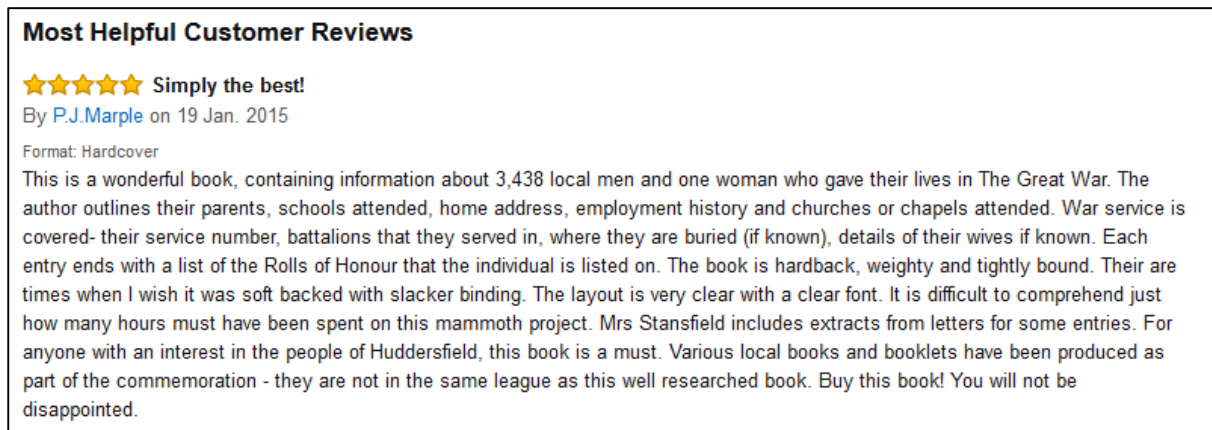 Most Helpful Customer Reviews
Simply the best!
By P.J.Marple on 19 Jan. 2015
Format: Hardcover
This is a wonderful book, containing information about 3,438 local men and one woman who gave their lives in The Great War. The
author outlines their parents, schools attended, home address, employment history and churches or chapels attended. War service is
covered- their service number, battalions that they served in, where they are buried (if known), details of their wives if known. Each
entry ends with a list of the Rolls of Honour that the individual is listed on. The book is hardback, weighty and tightly bound. Their are
times when I wish it was soft backed with slacker binding. The layout is very clear with a clear font. It is difficult to comprehend just
how many hours must have been spent on this mammoth project. Mrs Stansfield includes extracts from letters for some entries. For
anyone with an interest in the people of Huddersfield, this book is a must. Various local books and booklets have been produced as
part of the commemoration - they are not in the same league as this well researched book. Buy this book! You will not be
disappointed.